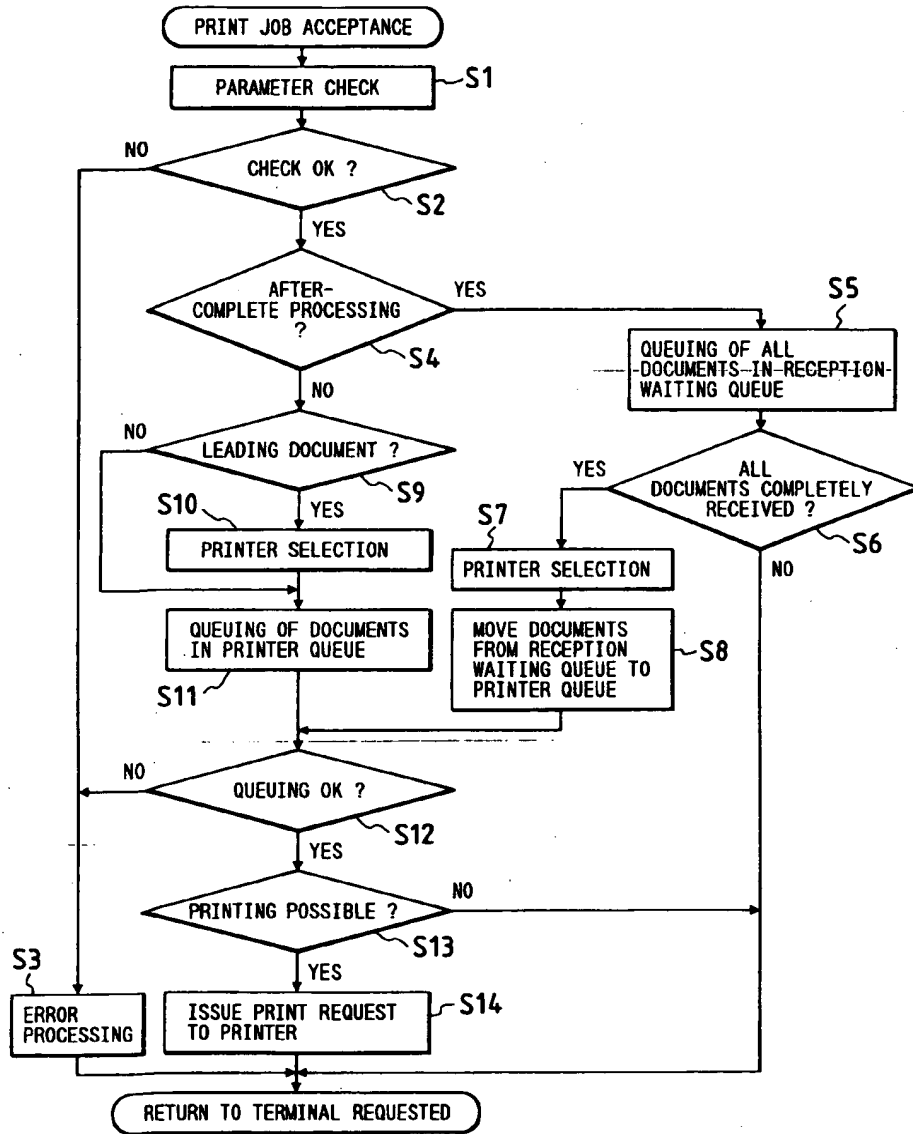 PRINT JOB ACCEPTANCE
S1
PARAMETER CHECK
NO
CHECK OK ?
S2
YES
AFTER-
COMPLETE PROCESSING
?
YES
S4
S5
QUEUING OF ALL
DOCUMENTS IN RECEPTION
WAITING QUEUE
NO
NO
LEADING DOCUMENT ?
S9
YES
S10
PRINTER SELECTION
ALL
DOCUMENTS COMPLETELY
RECEIVED ?
YES
S6
NO
S7
PRINTER SELECTION
QUEUING OF DOCUMENTS
IN PRINTER QUEUE
S11
MOVE DOCUMENTS
FROM RECEPTION
WAITING QUEUE TO
PRINTER QUEUE
S8
NO
QUEUING OK ?
S12
YES
NO
PRINTING POSSIBLE ?
S13
YES
S3
ERROR
PROCESSING
ISSUE PRINT REQUEST
TO PRINTER
S14
RETURN TO TERMINAL REQUESTED